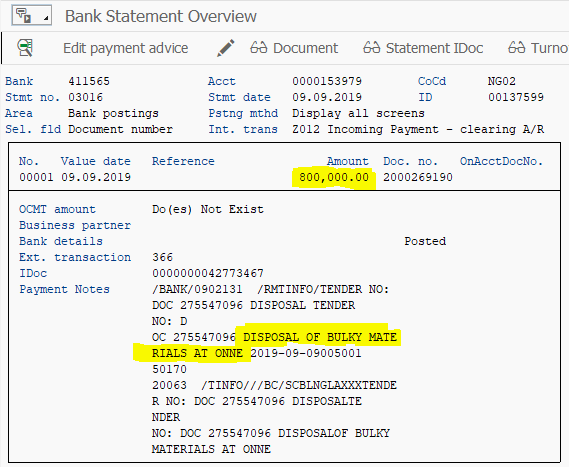 Bank Statement Overview
Edit payment advice Document Statement IDoc Turno
Bank 411565 Acct 0000153979 CoCd NG02
Stmt no. 03016 Stmt date 09.09.2019 ID 00137599
Area Bank postings Pstng mthd Display all screens
Sel. fld Document number Int. trans Z012 Incoming Payment - clearing A/R
No. Value date Reference Amount Doc. no. OnAcctDocNo.
00001 09.09.2019 800,000.00 2000269190
OCMT amount Do(es) Not Exist
Business partner
Bank details Posted
Ext. transaction 366
IDoc 0000000042773467
Payment Notes /BANK/0902131 /RMTINFO/TENDER NO:
DOC 275547096 DISPOSAL TENDER
NO: D
OC 275547096 DISPOSAL OF BULKY MATE
RIALS AT ONNE 2019-09-09005001
50170
20063 /TINFO///BC/SCBLNGLAXXXTENDE
R NO: DOC 275547096 DISPOSALTE
NDER
NO: DOC 275547096 DISPOSALOF BULKY
MATERIALS AT ONNE